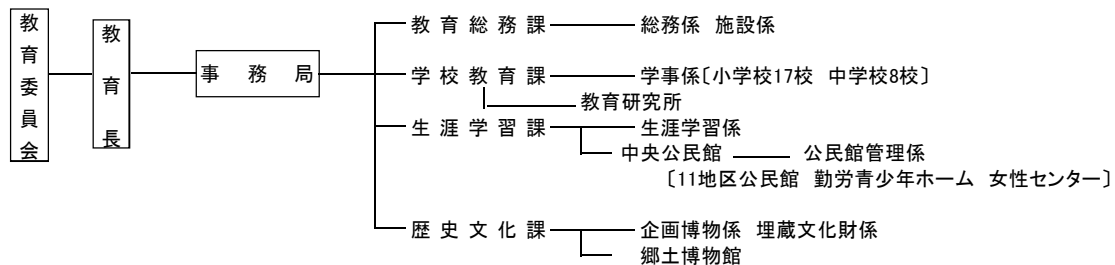 教育委員会
教育長
事務局
教育総務課 総務係 施設係
学校教育課 学事係〔小学校17校 中学校8校〕
教育研究所
生涯学習課 生涯学習係
中央公民館 公民館管理係
〔11地区公民館 勤労青少年ホーム 女性センター〕
歴史文化課 企画博物係 埋蔵文化財係
郷土博物館